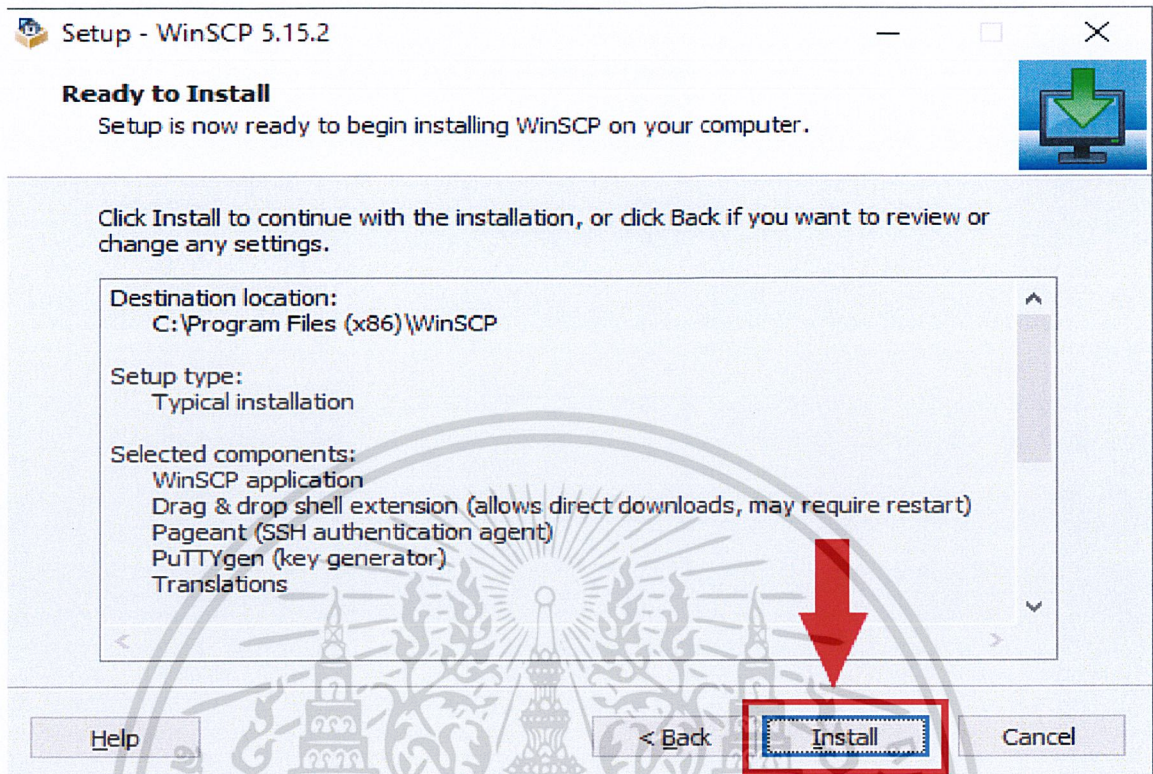 Setup - WinSCP 5.15.2
Ready to Install
Setup is now ready to begin installing WinSCP on your computer.
Click Install to continue with the installation, or click Back if you want to review or
change any settings.
Destination location:
C:\Program Files (x86)\WinSCP
Setup type:
Typical installation
Selected components:
WinSCP application
Drag & drop shell extension (allows direct downloads, may require restart)
Pageant (SSH authentication agent)
PuTTYgen (key generator)
Translations
Help
< Back
Install
Cancel